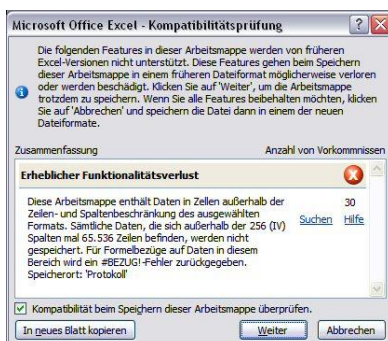 Microsoft Office Excel - Kompatibilitätsprüfung
Die folgenden Features in dieser Arbeitsmappe werden von früheren
Excel-Versionen nicht unterstützt. Diese Features gehen beim Speichern
dieser Arbeitsmappe in einem früheren Dateiformat möglicherweise verloren
oder werden beschädigt. Klicken Sie auf 'Weiter', um die Arbeitsmappe
trotzdem zu speichern. Wenn Sie alle Features beibehalten möchten, klicken
Sie auf 'Abbrechen' und speichern die Datei dann in einem der neuen
Dateiformate.
Zusammenfassung Anzahl von Vorkommnissen
Erheblicher Funktionalitätsverlust
Diese Arbeitsmappe enthält Daten in Zellen außerhalb der 30
Zeilen- und Spaltenbeschränkung des ausgewählten
Formats. Sämtliche Daten, die sich außerhalb der 256 (IV) Suchen Hilfe
Spalten mal 65.536 Zeilen befinden, werden nicht
gespeichert. Für Formelbezüge auf Daten in diesem
Bereich wird ein #BEZUG!-Fehler zurückgegeben.
Speicherort: 'Protokoll'
Kompatibilität beim Speichern dieser Arbeitsmappe überprüfen.
In neues Blatt kopieren Weiter Abbrechen